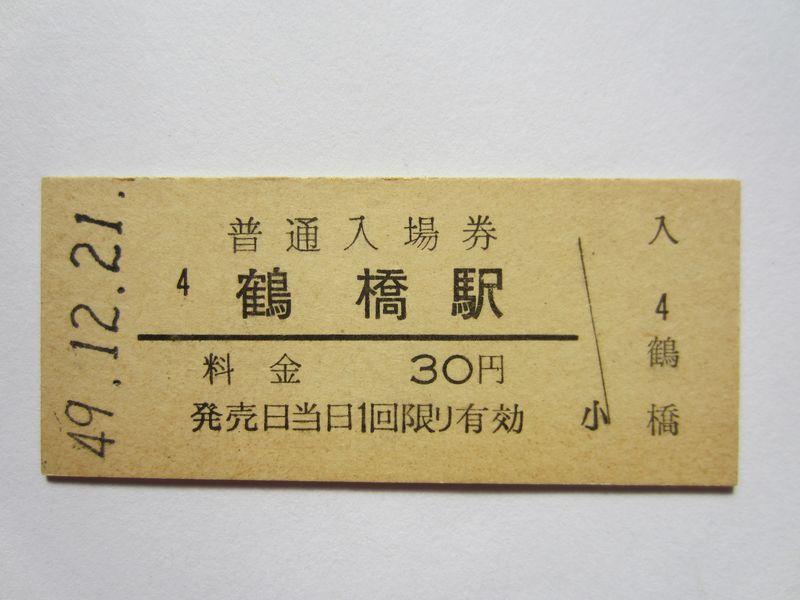 49.12.21.
普通入場券
4 鶴橋駅
料金 30円
発売日当日1回限り有効
小
入
4
鶴
橋